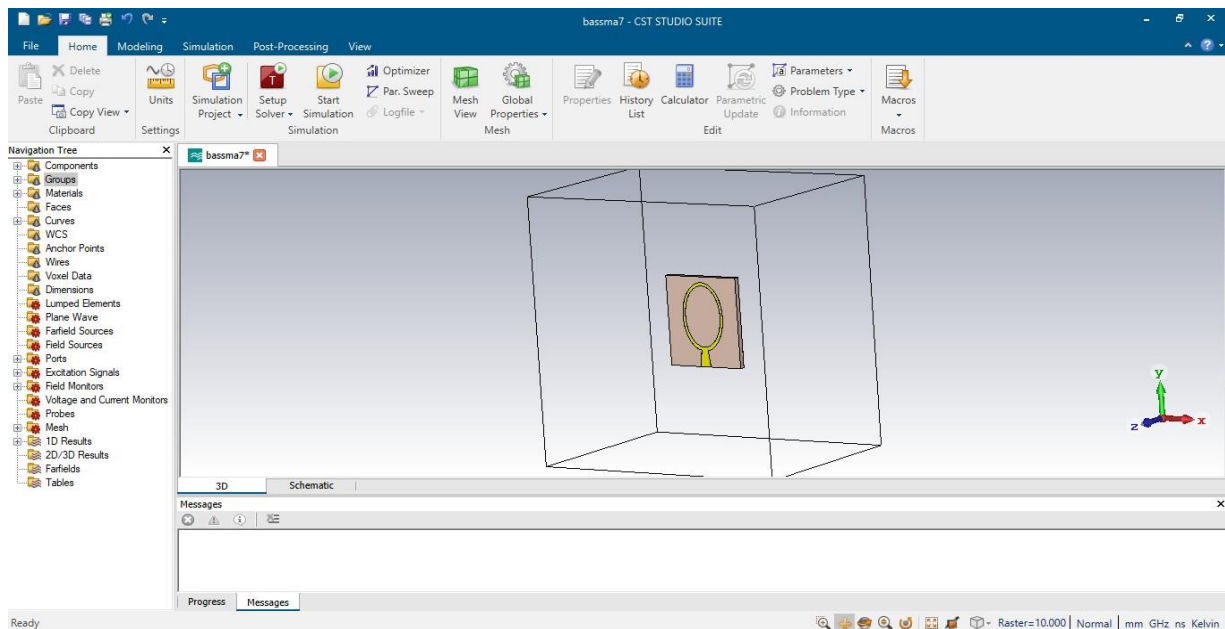 bassma7 - CST STUDIO SUITE
File Home Modeling Simulation Post-Processing View
Paste
Delete
Copy
Copy View
Clipboard
Units
Settings
Simulation Project
Setup Solver
Start Simulation
Optimizer
Par. Sweep
Logfile
Simulation
Mesh View
Global Properties
Mesh
Properties
History List
Calculator
Parametric Update
Parameters
Problem Type
Information
Edit
Macros
Macros
Navigation Tree
Components
Groups
Materials
Faces
Curves
WCS
Anchor Points
Wires
Voxel Data
Dimensions
Lumped Elements
Plane Wave
Farfield Sources
Field Sources
Ports
Excitation Signals
Field Monitors
Voltage and Current Monitors
Probes
Mesh
1D Results
2D/3D Results
Farfields
Tables
bassma7*
y
z
x
3D Schematic
Messages
Progress Messages
Ready
Raster=10.000 Normal mm GHz ns Kelvin